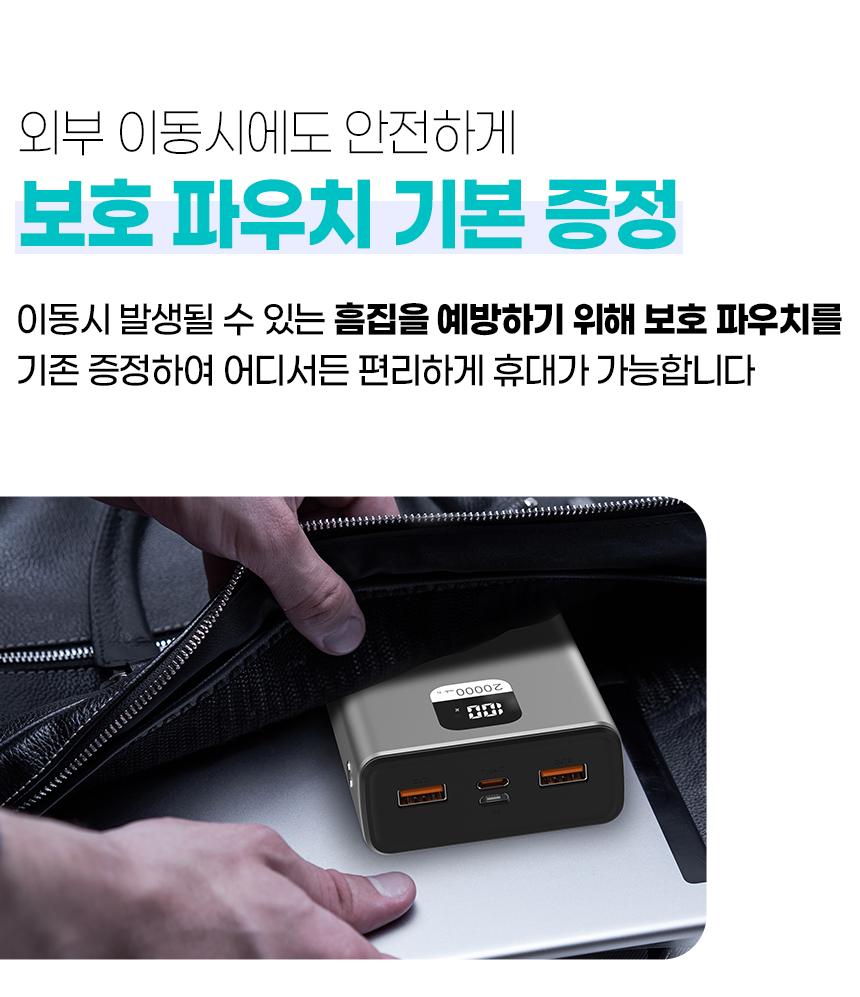 외부 이동시에도 안전하게
보호 파우치 기본 증정
이동시 발생될 수 있는 흠집을 예방하기 위해 보호 파우치를
기존 증정하여 어디서든 편리하게 휴대가 가능합니다
20000
100